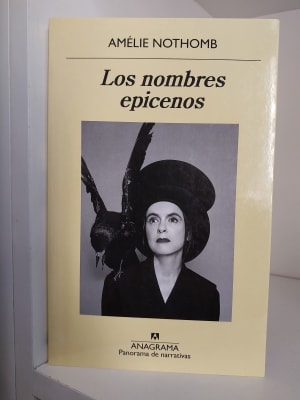 AMÉLIE NOTHOMB
Los nombres
epicenos
ANAGRAMA
Panorama de narrativas